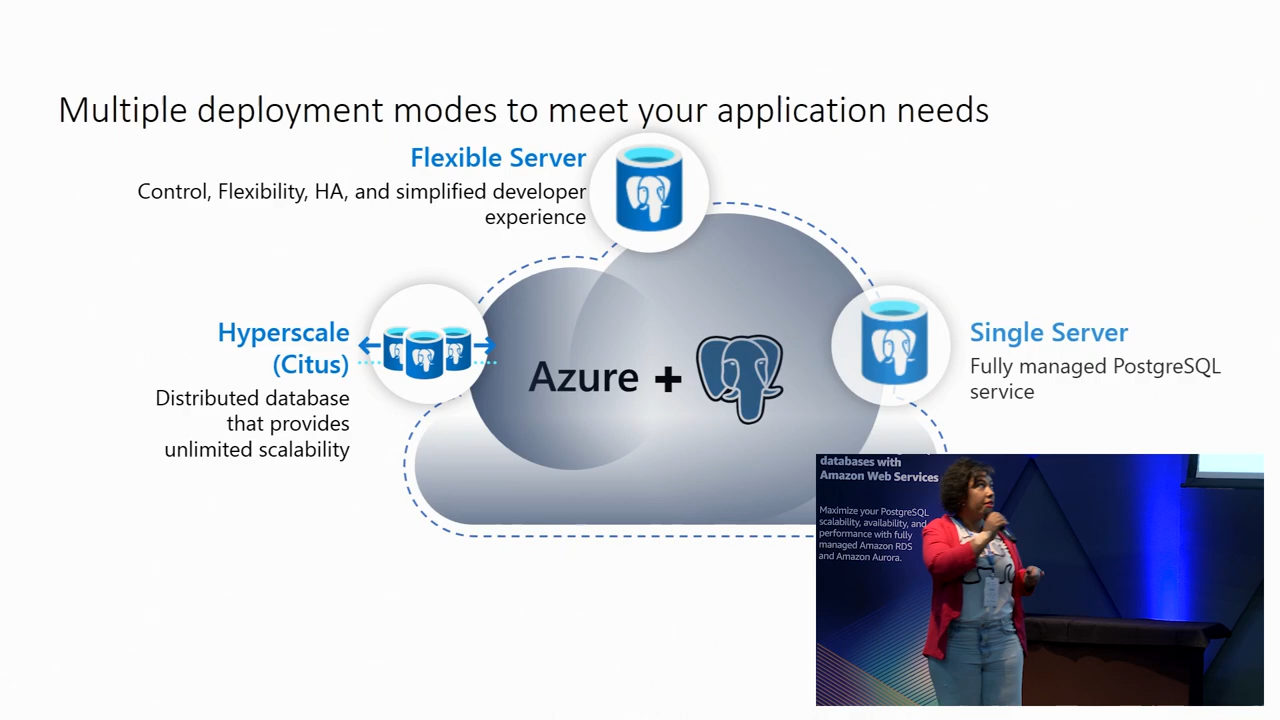 Multiple deployment modes to meet your application needs
Flexible Server
Control, Flexibility, HA, and simplified developer
experience
Hyperscale
(Citus)
Distributed database
that provides
unlimited scalability
Azure +
Single Server
Fully managed PostgreSQL
service
databases with
Amazon Web Services
Maximize your PostgreSQL
scalability, availability, and
performance with fully
managed Amazon RDS
and Amazon Aurora.